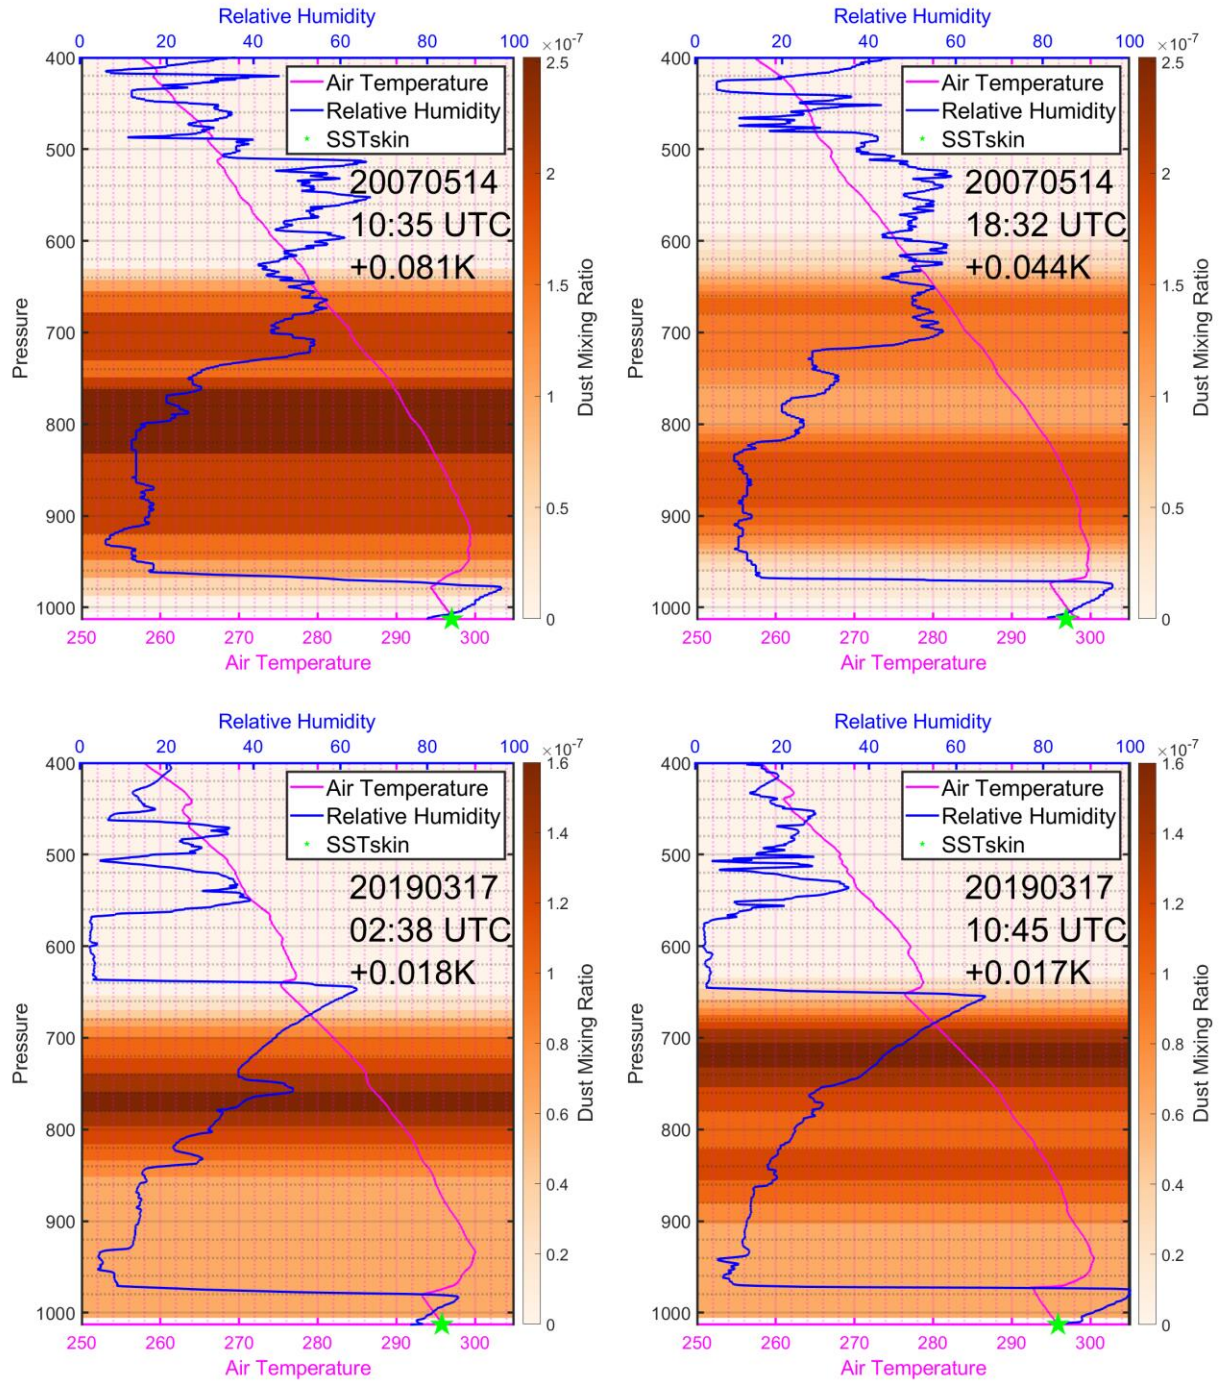 Relative Humidity
0 20 40 60 80 100
×10-7
400
500
600
700
800
900
1000
Pressure
Air Temperature
Relative Humidity
SSTskin
20070514
10:35 UTC
+0.081K
250 260 270 280 290 300
Air Temperature
2.5
2
1.5
1
0.5
0
Dust Mixing Ratio
Relative Humidity
0 20 40 60 80 100
×10-7
400
500
600
700
800
900
1000
Pressure
Air Temperature
Relative Humidity
SSTskin
20070514
18:32 UTC
+0.044K
250 260 270 280 290 300
Air Temperature
2.5
2
1.5
1
0.5
0
Dust Mixing Ratio
Relative Humidity
0 20 40 60 80 100
×10-7
400
500
600
700
800
900
1000
Pressure
Air Temperature
Relative Humidity
SSTskin
20190317
02:38 UTC
+0.018K
250 260 270 280 290 300
Air Temperature
1.6
1.4
1.2
1
0.8
0.6
0.4
0.2
0
Dust Mixing Ratio
Relative Humidity
0 20 40 60 80 100
×10-7
400
500
600
700
800
900
1000
Pressure
Air Temperature
Relative Humidity
SSTskin
20190317
10:45 UTC
+0.017K
250 260 270 280 290 300
Air Temperature
1.6
1.4
1.2
1
0.8
0.6
0.4
0.2
0
Dust Mixing Ratio